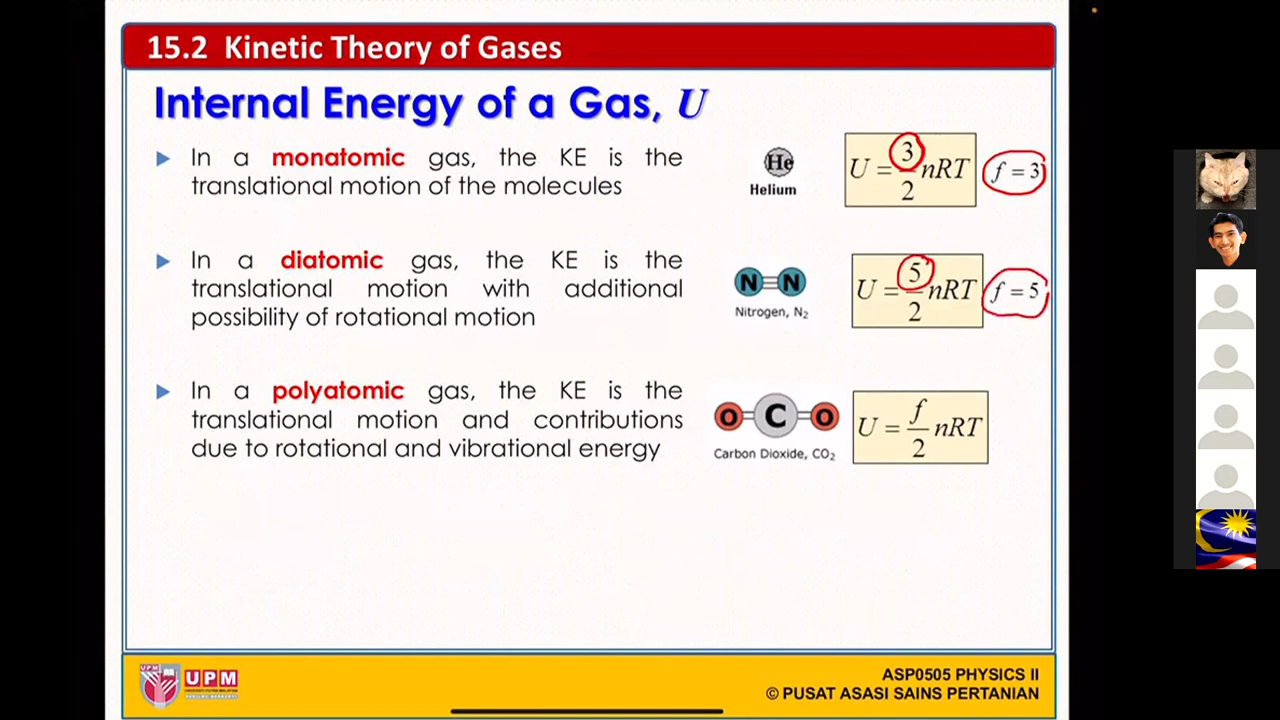 15.2 Kinetic Theory of Gases
Internal Energy of a Gas, U
In a monatomic gas, the KE is the
translational motion of the molecules
He
Helium
U = 3/2 nRT
f = 3
In a diatomic gas, the KE is the
translational motion with additional
possibility of rotational motion
N≡N
Nitrogen, N₂
U = 5/2 nRT
f = 5
In a polyatomic gas, the KE is the
translational motion and contributions
due to rotational and vibrational energy
O=C=O
Carbon Dioxide, CO₂
U = f/2 nRT
UPM
UPM
ASP0505 PHYSICS II
© PUSAT ASASI SAINS PERTANIAN